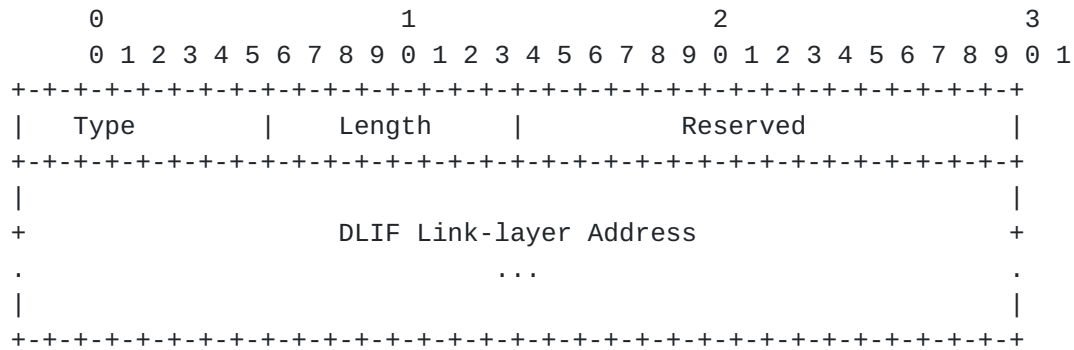 0                   1                   2                   3
0 1 2 3 4 5 6 7 8 9 0 1 2 3 4 5 6 7 8 9 0 1 2 3 4 5 6 7 8 9 0 1
+-+-+-+-+-+-+-+-+-+-+-+-+-+-+-+-+-+-+-+-+-+-+-+-+-+-+-+-+-+-+-+-+
|   Type        |    Length     |          Reserved             |
+-+-+-+-+-+-+-+-+-+-+-+-+-+-+-+-+-+-+-+-+-+-+-+-+-+-+-+-+-+-+-+-+
|                                                               |
+                    DLIF Link-layer Address                    +
.                              ...                              .
|                                                               |
+-+-+-+-+-+-+-+-+-+-+-+-+-+-+-+-+-+-+-+-+-+-+-+-+-+-+-+-+-+-+-+-+